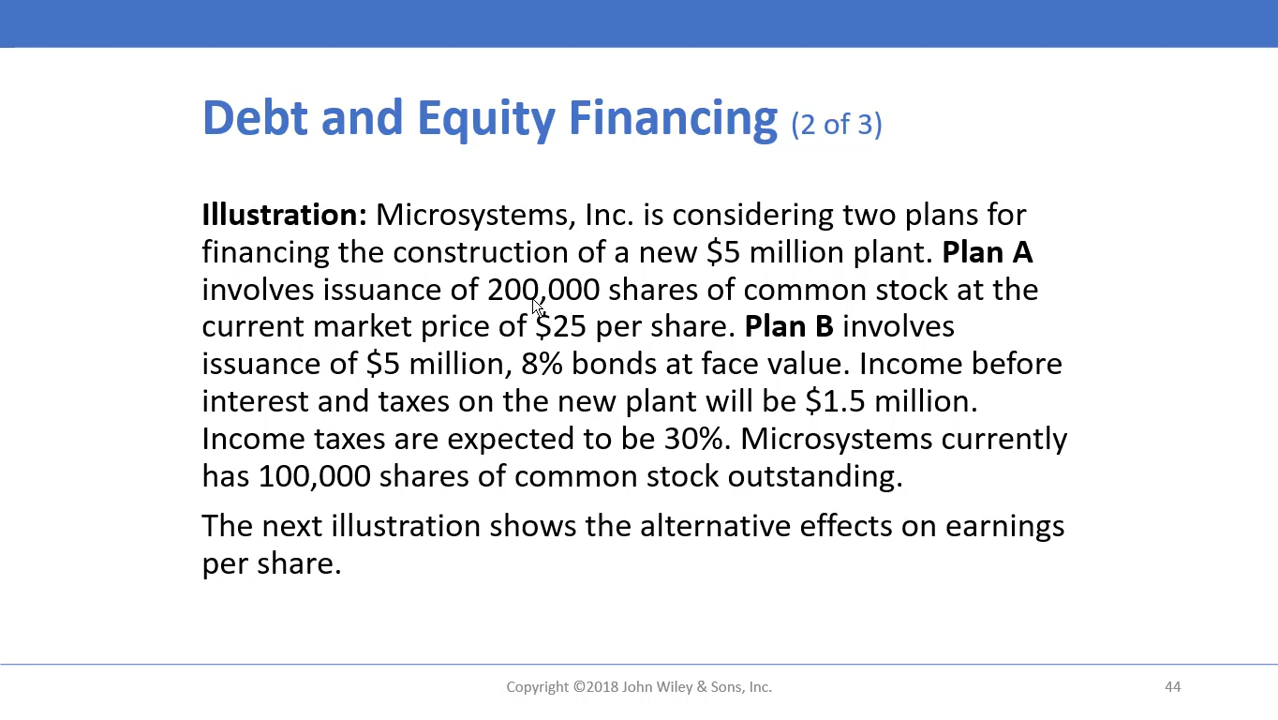 Debt and Equity Financing (2 of 3)
Illustration: Microsystems, Inc. is considering two plans for
financing the construction of a new $5 million plant. Plan A
involves issuance of 200,000 shares of common stock at the
current market price of $25 per share. Plan B involves
issuance of $5 million, 8% bonds at face value. Income before
interest and taxes on the new plant will be $1.5 million.
Income taxes are expected to be 30%. Microsystems currently
has 100,000 shares of common stock outstanding.
The next illustration shows the alternative effects on earnings
per share.
Copyright ©2018 John Wiley & Sons, Inc.
44